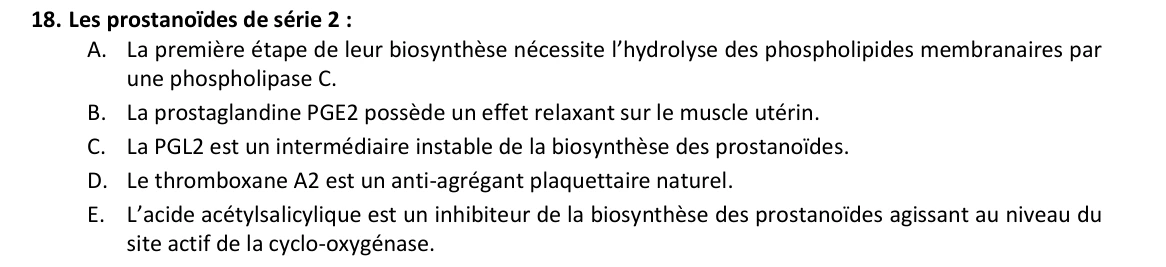 18. Les prostanoïdes de série 2 :
A. La première étape de leur biosynthèse nécessite l’hydrolyse des phospholipides membranaires par
une phospholipase C.
B. La prostaglandine PGE2 possède un effet relaxant sur le muscle utérin.
C. La PGL2 est un intermédiaire instable de la biosynthèse des prostanoïdes.
D. Le thromboxane A2 est un anti-agrégant plaquettaire naturel.
E. L’acide acétylsalicylique est un inhibiteur de la biosynthèse des prostanoïdes agissant au niveau du
site actif de la cyclo-oxygénase.